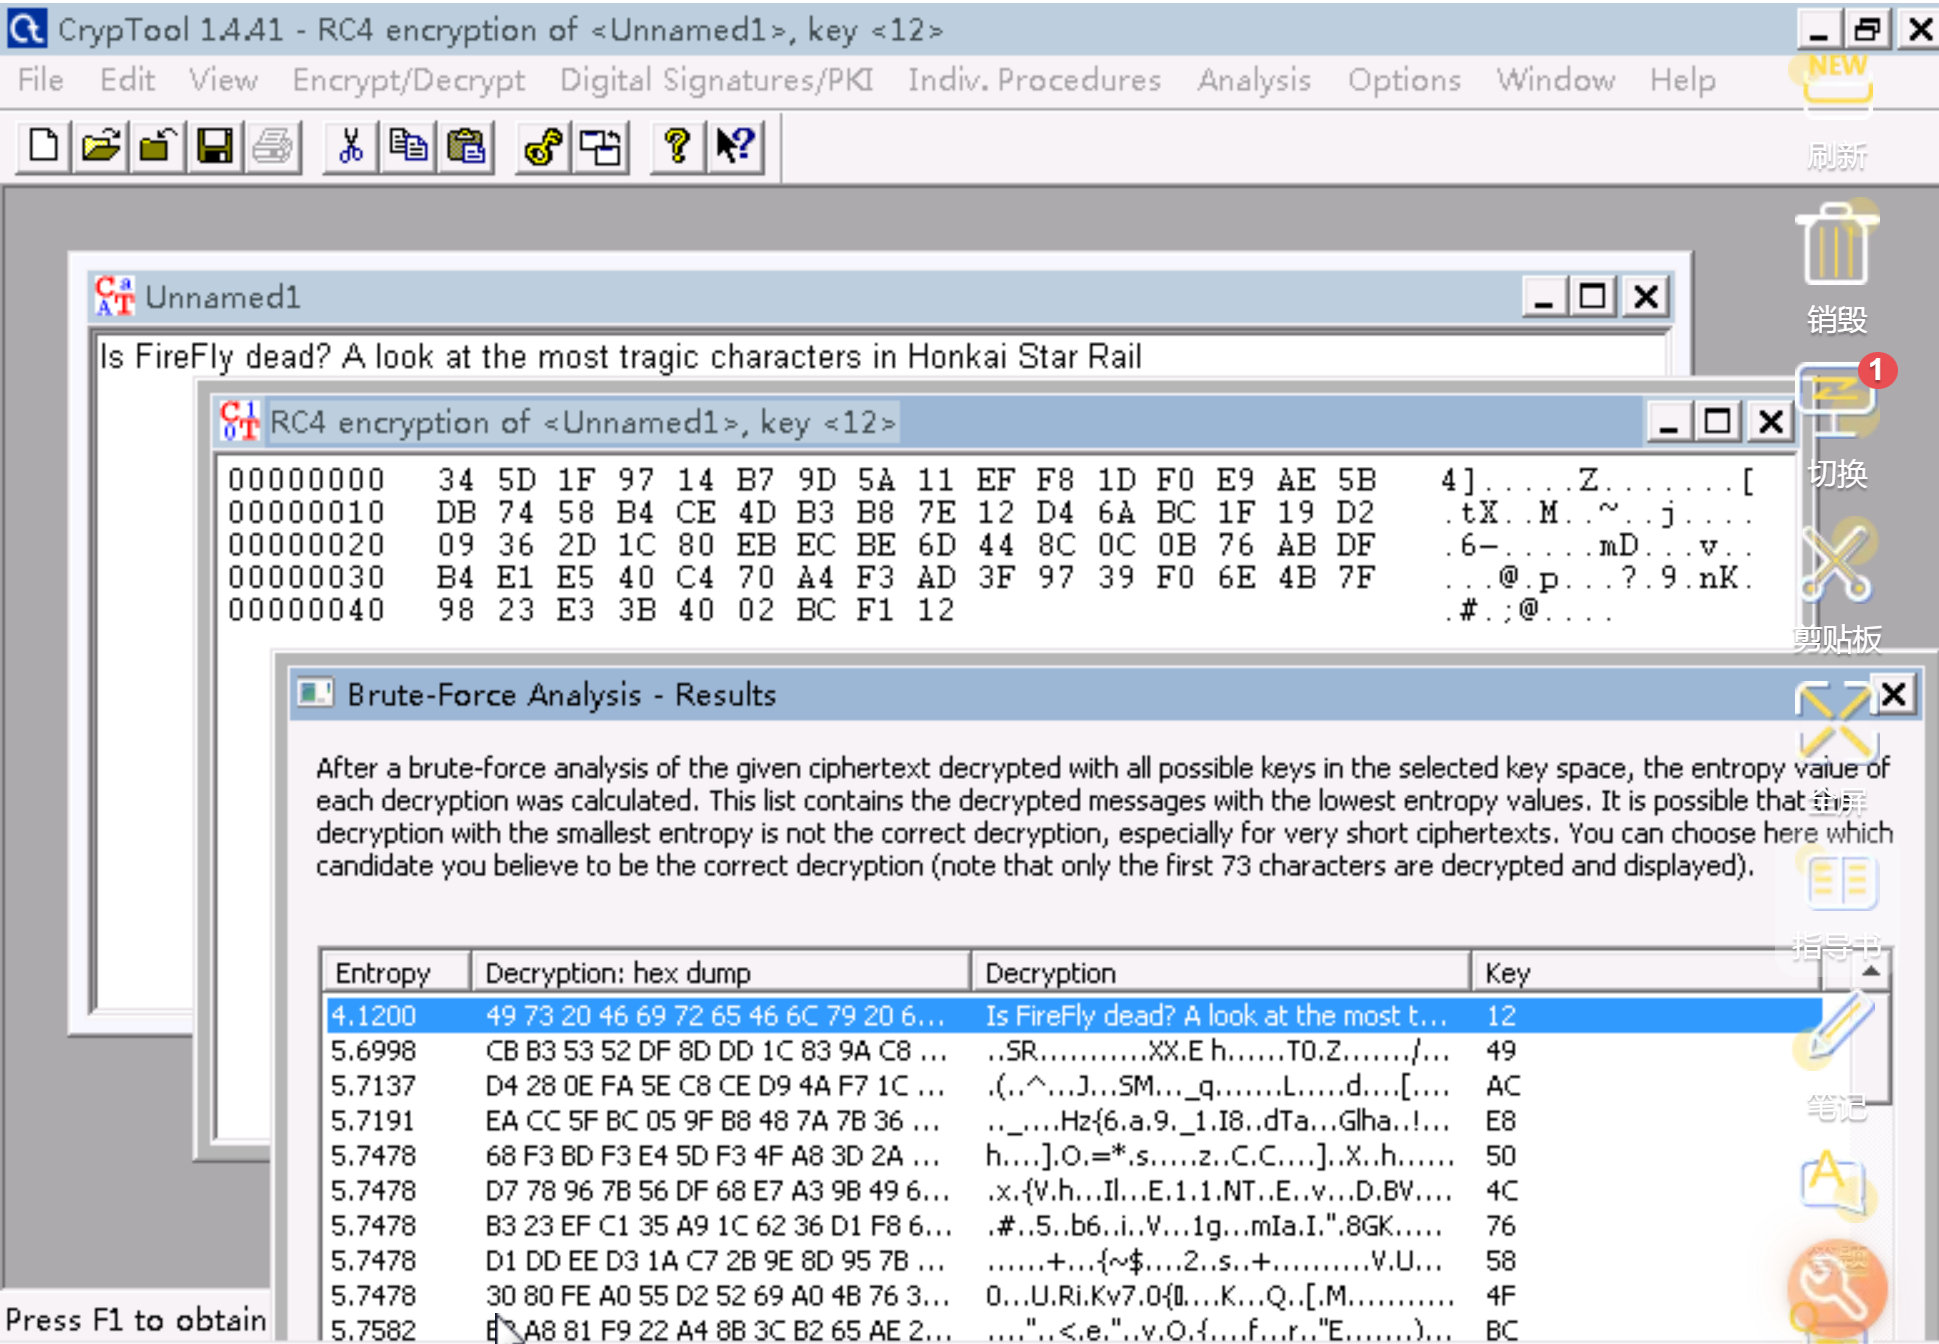 CrypTool 1.4.41 - RC4 encryption of <Unnamed1>, key <12>
File Edit View Encrypt/Decrypt Digital Signatures/PKI Indiv. Procedures Analysis Options Window Help
NEW
刷新
销毁
1
切换
剪贴板
全屏
指导书
笔记
Unnamed1
Is FireFly dead? A look at the most tragic characters in Honkai Star Rail
RC4 encryption of <Unnamed1>, key <12>
00000000 34 5D 1F 97 14 B7 9D 5A 11 EF F8 1D F0 E9 AE 5B 4].....Z.......[
00000010 DB 74 58 B4 CE 4D B3 B8 7E 12 D4 6A BC 1F 19 D2 .tX..M..~..j....
00000020 09 36 2D 1C 80 EB EC BE 6D 44 8C 0C 0B 76 AB DF .6-.....mD...v..
00000030 B4 E1 E5 40 C4 70 A4 F3 AD 3F 97 39 F0 6E 4B 7F ...@.p...?.9.nK.
00000040 98 23 E3 3B 40 02 BC F1 12 .#.;@....
Brute-Force Analysis - Results
After a brute-force analysis of the given ciphertext decrypted with all possible keys in the selected key space, the entropy value of
each decryption was calculated. This list contains the decrypted messages with the lowest entropy values. It is possible that the
decryption with the smallest entropy is not the correct decryption, especially for very short ciphertexts. You can choose here which
candidate you believe to be the correct decryption (note that only the first 73 characters are decrypted and displayed).
Entropy Decryption: hex dump Decryption Key
4.1200 49 73 20 46 69 72 65 46 6C 79 20 6... Is FireFly dead? A look at the most t... 12
5.6998 CB B3 53 52 DF 8D DD 1C 83 9A C8 ... ..SR...........XX.E h......T0.Z......./... 49
5.7137 D4 28 0E FA 5E C8 CE D9 4A F7 1C ... .(..^...J...SM..._q.......L.....d....[.... AC
5.7191 EA CC 5F BC 05 9F B8 48 7A 7B 36 ... .._....Hz{6.a.9._1.I8..dTa...Glha..!... E8
5.7478 68 F3 BD F3 E4 5D F3 4F A8 3D 2A ... h....].O.=*.s.....z..C.C....]..X..h...... 50
5.7478 D7 78 96 7B 56 DF 68 E7 A3 9B 49 6... .x.{V.h...Il...E.1.1.NT..E..v...D.BV.... 4C
5.7478 B3 23 EF C1 35 A9 1C 62 36 D1 F8 6... .#..5..b6..i..V...1g...mIa.I.".8GK..... 76
5.7478 D1 DD EE D3 1A C7 2B 9E 8D 95 7B ... ......+...{~$....2..s..+..........V.U... 58
5.7478 30 80 FE A0 55 D2 52 69 A0 4B 76 3... 0...U.Ri.Kv7.0{....K...Q..[.M........... 4F
5.7582 A8 81 F9 22 A4 8B 3C B2 65 AE 2... ...."..<.e."..v.O.{....f...r.."E.......)... BC
Press F1 to obtain